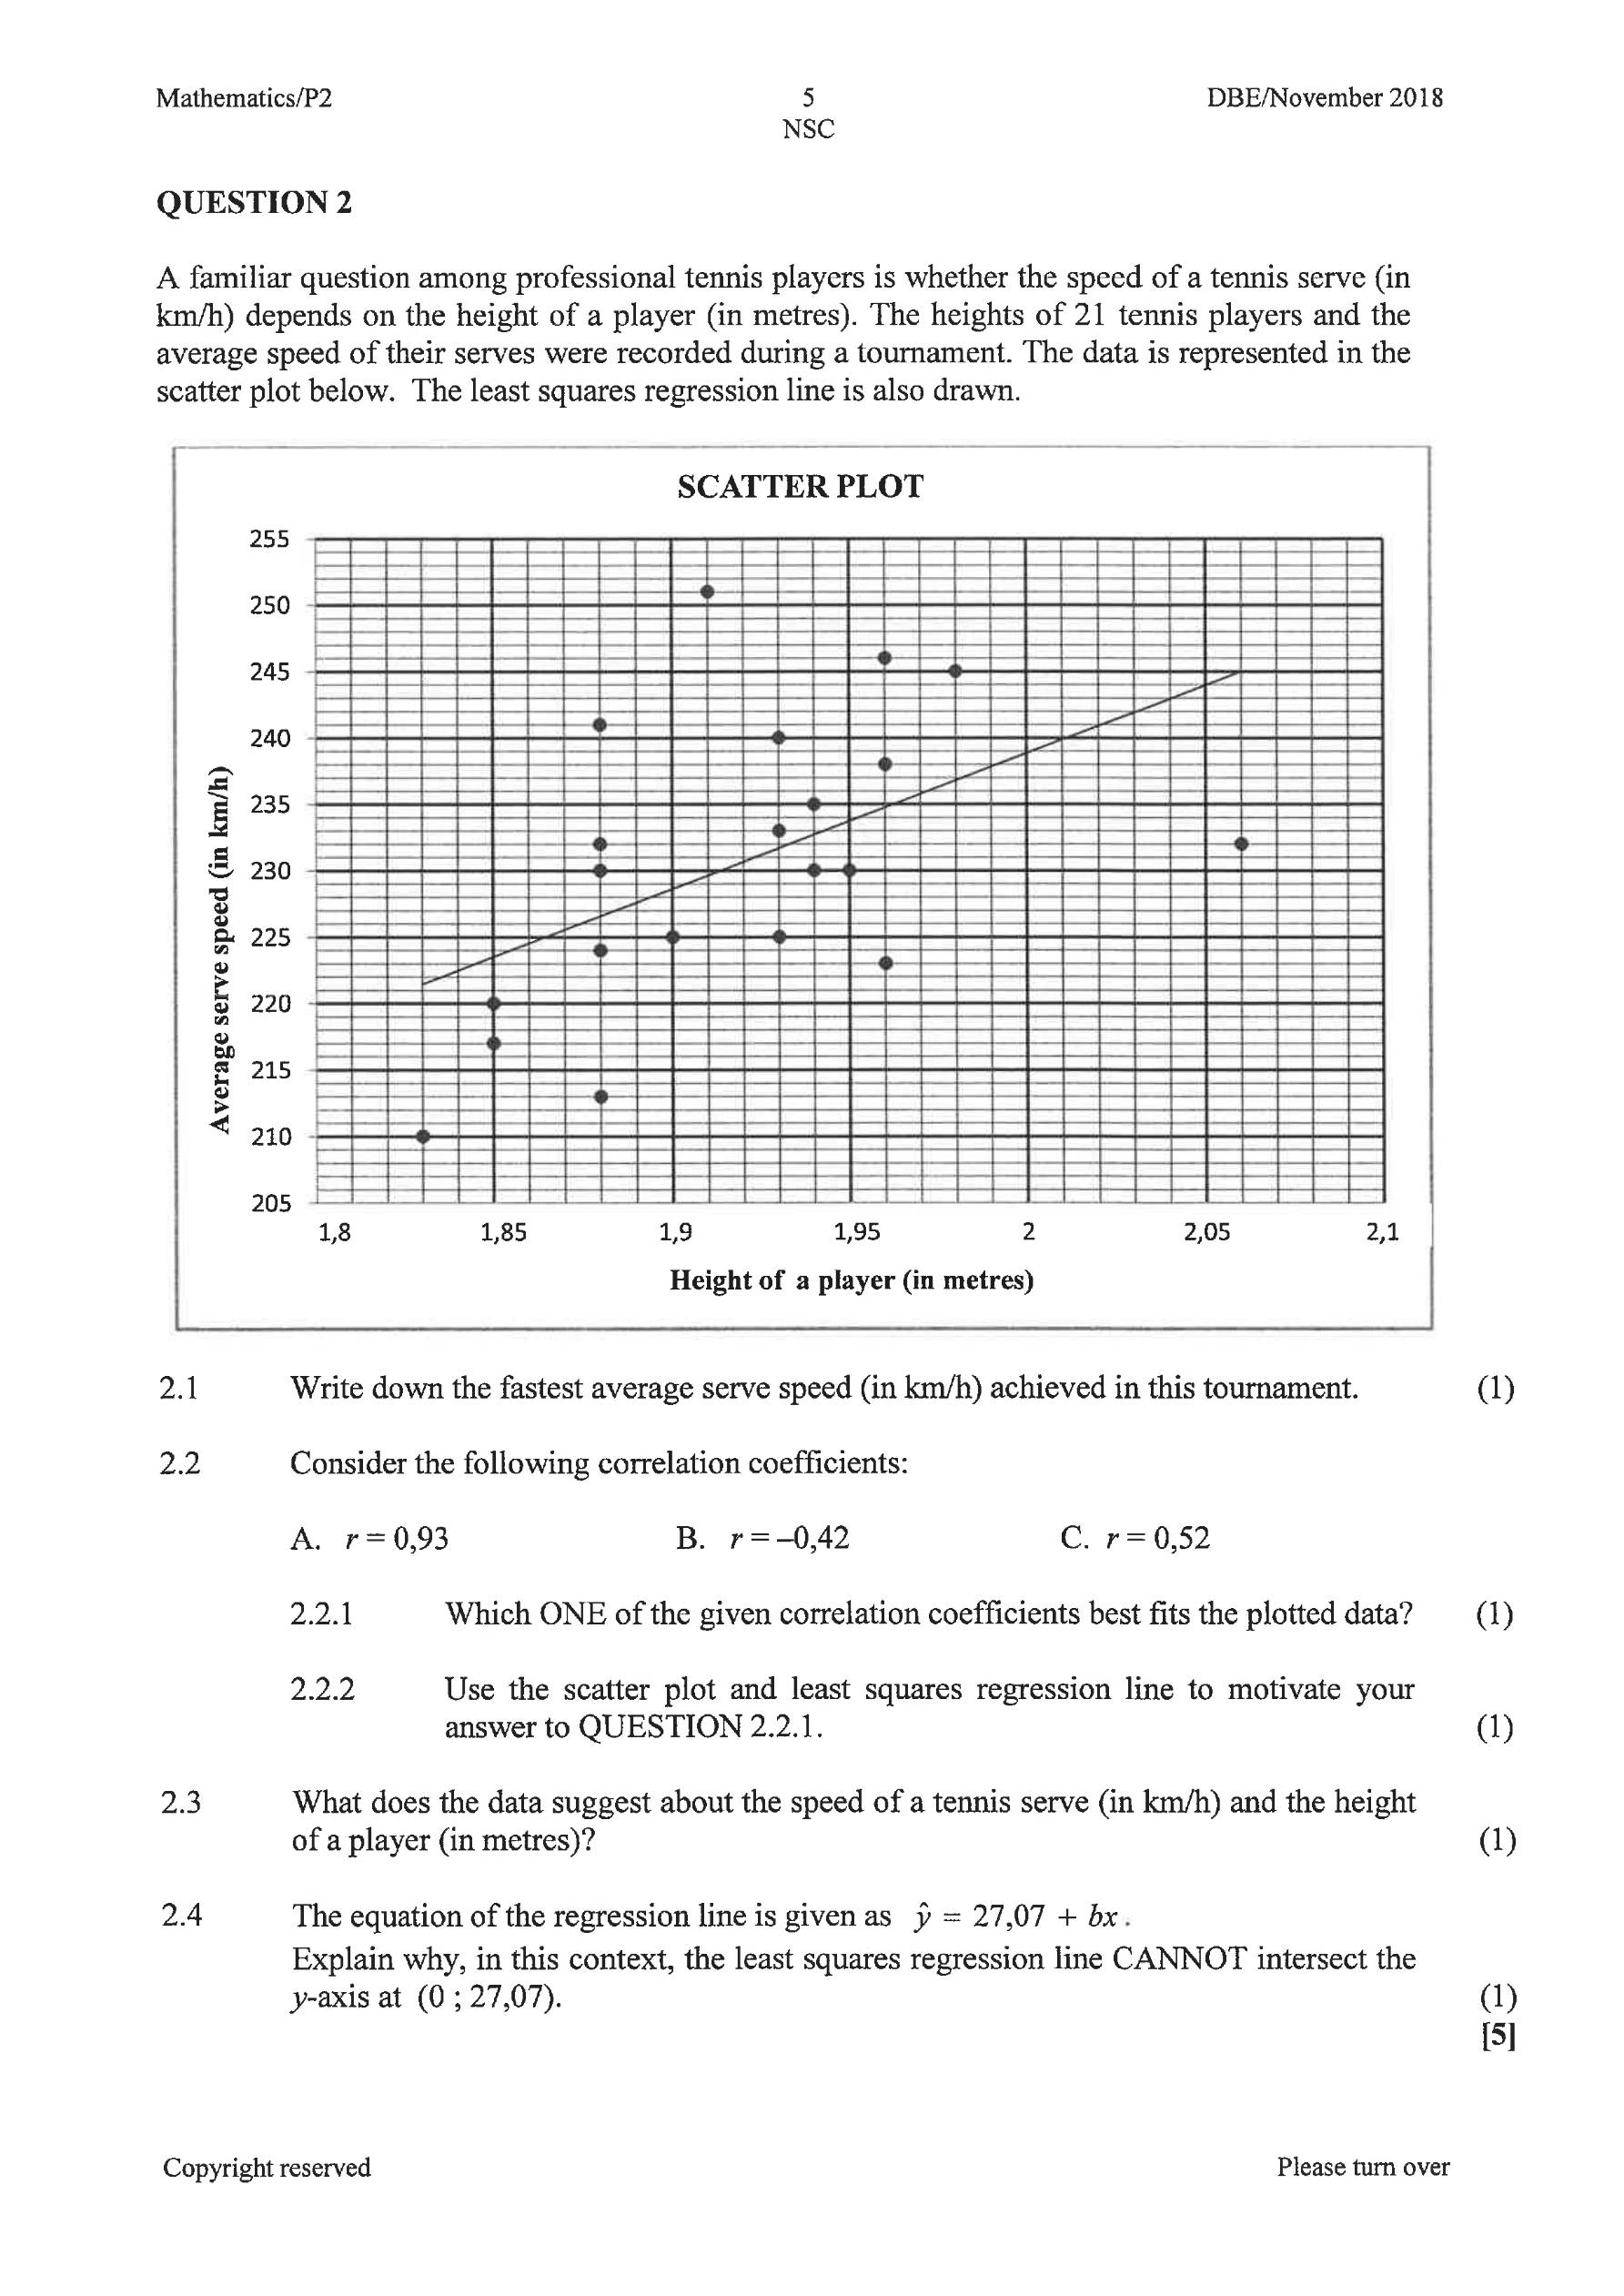 Mathematics/P2 5 DBE/November 2018
NSC
QUESTION 2
A familiar question among professional tennis players is whether the speed of a tennis serve (in
km/h) depends on the height of a player (in metres). The heights of 21 tennis players and the
average speed of their serves were recorded during a tournament. The data is represented in the
scatter plot below. The least squares regression line is also drawn.
SCATTER PLOT
255
250
245
240
235
230
225
220
215
210
205
Average serve speed (in km/h)
1,8 1,85 1,9 1,95 2 2,05 2,1
Height of a player (in metres)
2.1 Write down the fastest average serve speed (in km/h) achieved in this tournament. (1)
2.2 Consider the following correlation coefficients:
A. r = 0,93 B. r = –0,42 C. r = 0,52
2.2.1 Which ONE of the given correlation coefficients best fits the plotted data? (1)
2.2.2 Use the scatter plot and least squares regression line to motivate your
answer to QUESTION 2.2.1. (1)
2.3 What does the data suggest about the speed of a tennis serve (in km/h) and the height
of a player (in metres)? (1)
2.4 The equation of the regression line is given as ŷ = 27,07 + bx.
Explain why, in this context, the least squares regression line CANNOT intersect the
y-axis at (0 ; 27,07). (1)
[5]
Copyright reserved Please turn over